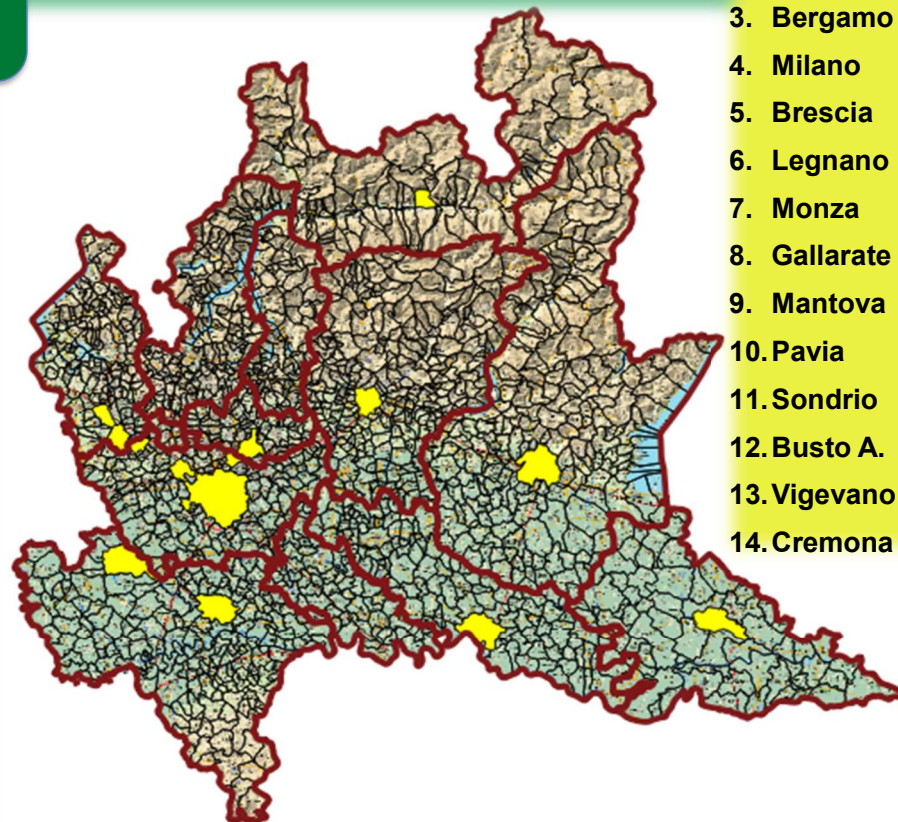 3. Bergamo
4. Milano
5. Brescia
6. Legnano
7. Monza
8. Gallarate
9. Mantova
10. Pavia
11. Sondrio
12. Busto A.
13. Vigevano
14. Cremona